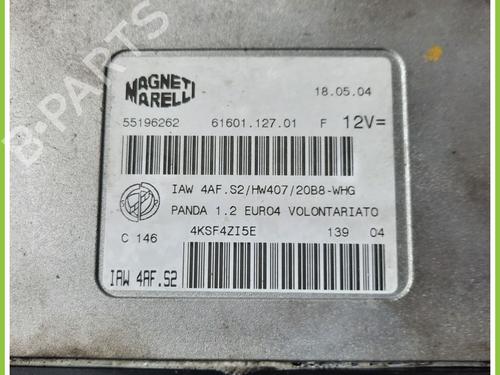 MAGNETI MARELLI
18.05.04
55196262 61601.127.01 F 12V=
IAW 4AF.S2/HW407/20B8-WHG
PANDA 1.2 EURO4 VOLONTARIATO
C 146 4KSF4ZI5E 139 04
IAW 4AF.S2
B-PARTS